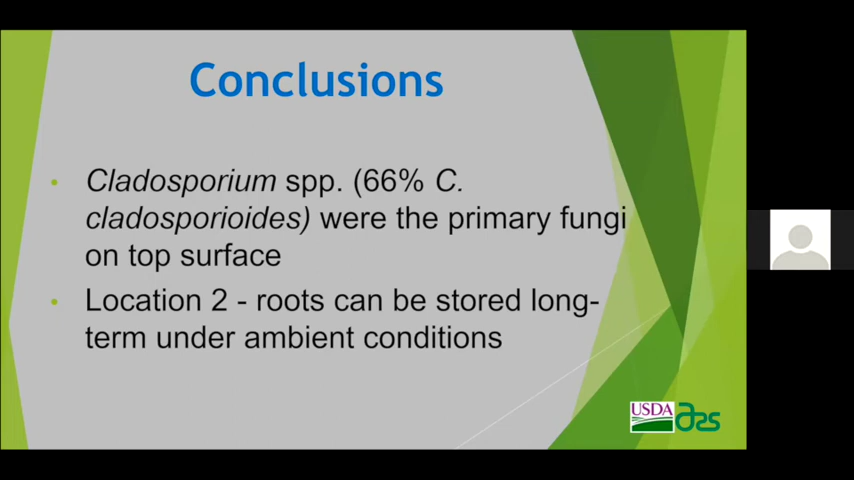 Conclusions
• Cladosporium spp. (66% C.
cladosporioides) were the primary fungi
on top surface
• Location 2 - roots can be stored long-
term under ambient conditions
USDA ars